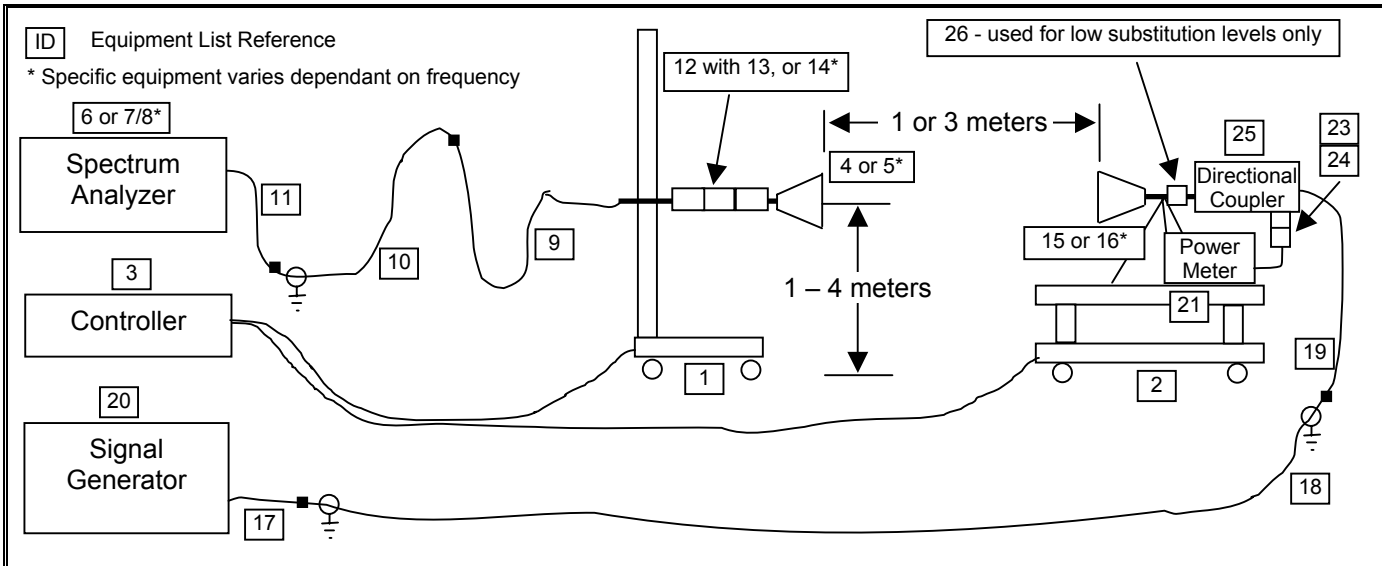 ID Equipment List Reference
* Specific equipment varies dependant on frequency
6 or 7/8*
Spectrum
Analyzer
11
10
9
12 with 13, or 14*
4 or 5*
1 or 3 meters
26 - used for low substitution levels only
25
23
24
Directional
Coupler
15 or 16*
Power
Meter
21
1 – 4 meters
3
Controller
1
2
19
20
Signal
Generator
17
18